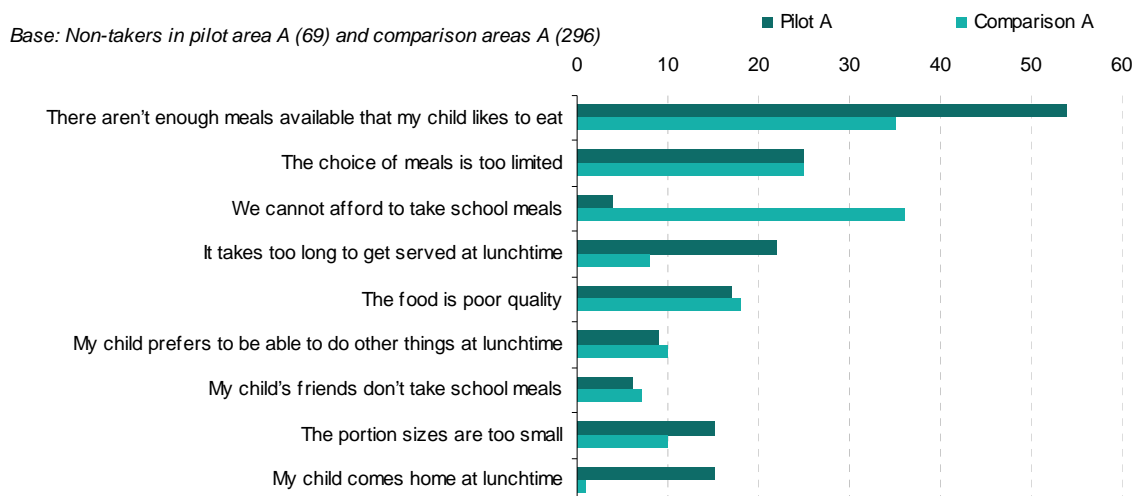 Pilot A
Comparison A
Base: Non-takers in pilot area A (69) and comparison areas A (296)
0 10 20 30 40 50 60
There aren't enough meals available that my child likes to eat
The choice of meals is too limited
We cannot afford to take school meals
It takes too long to get served at lunchtime
The food is poor quality
My child prefers to be able to do other things at lunchtime
My child's friends don't take school meals
The portion sizes are too small
My child comes home at lunchtime